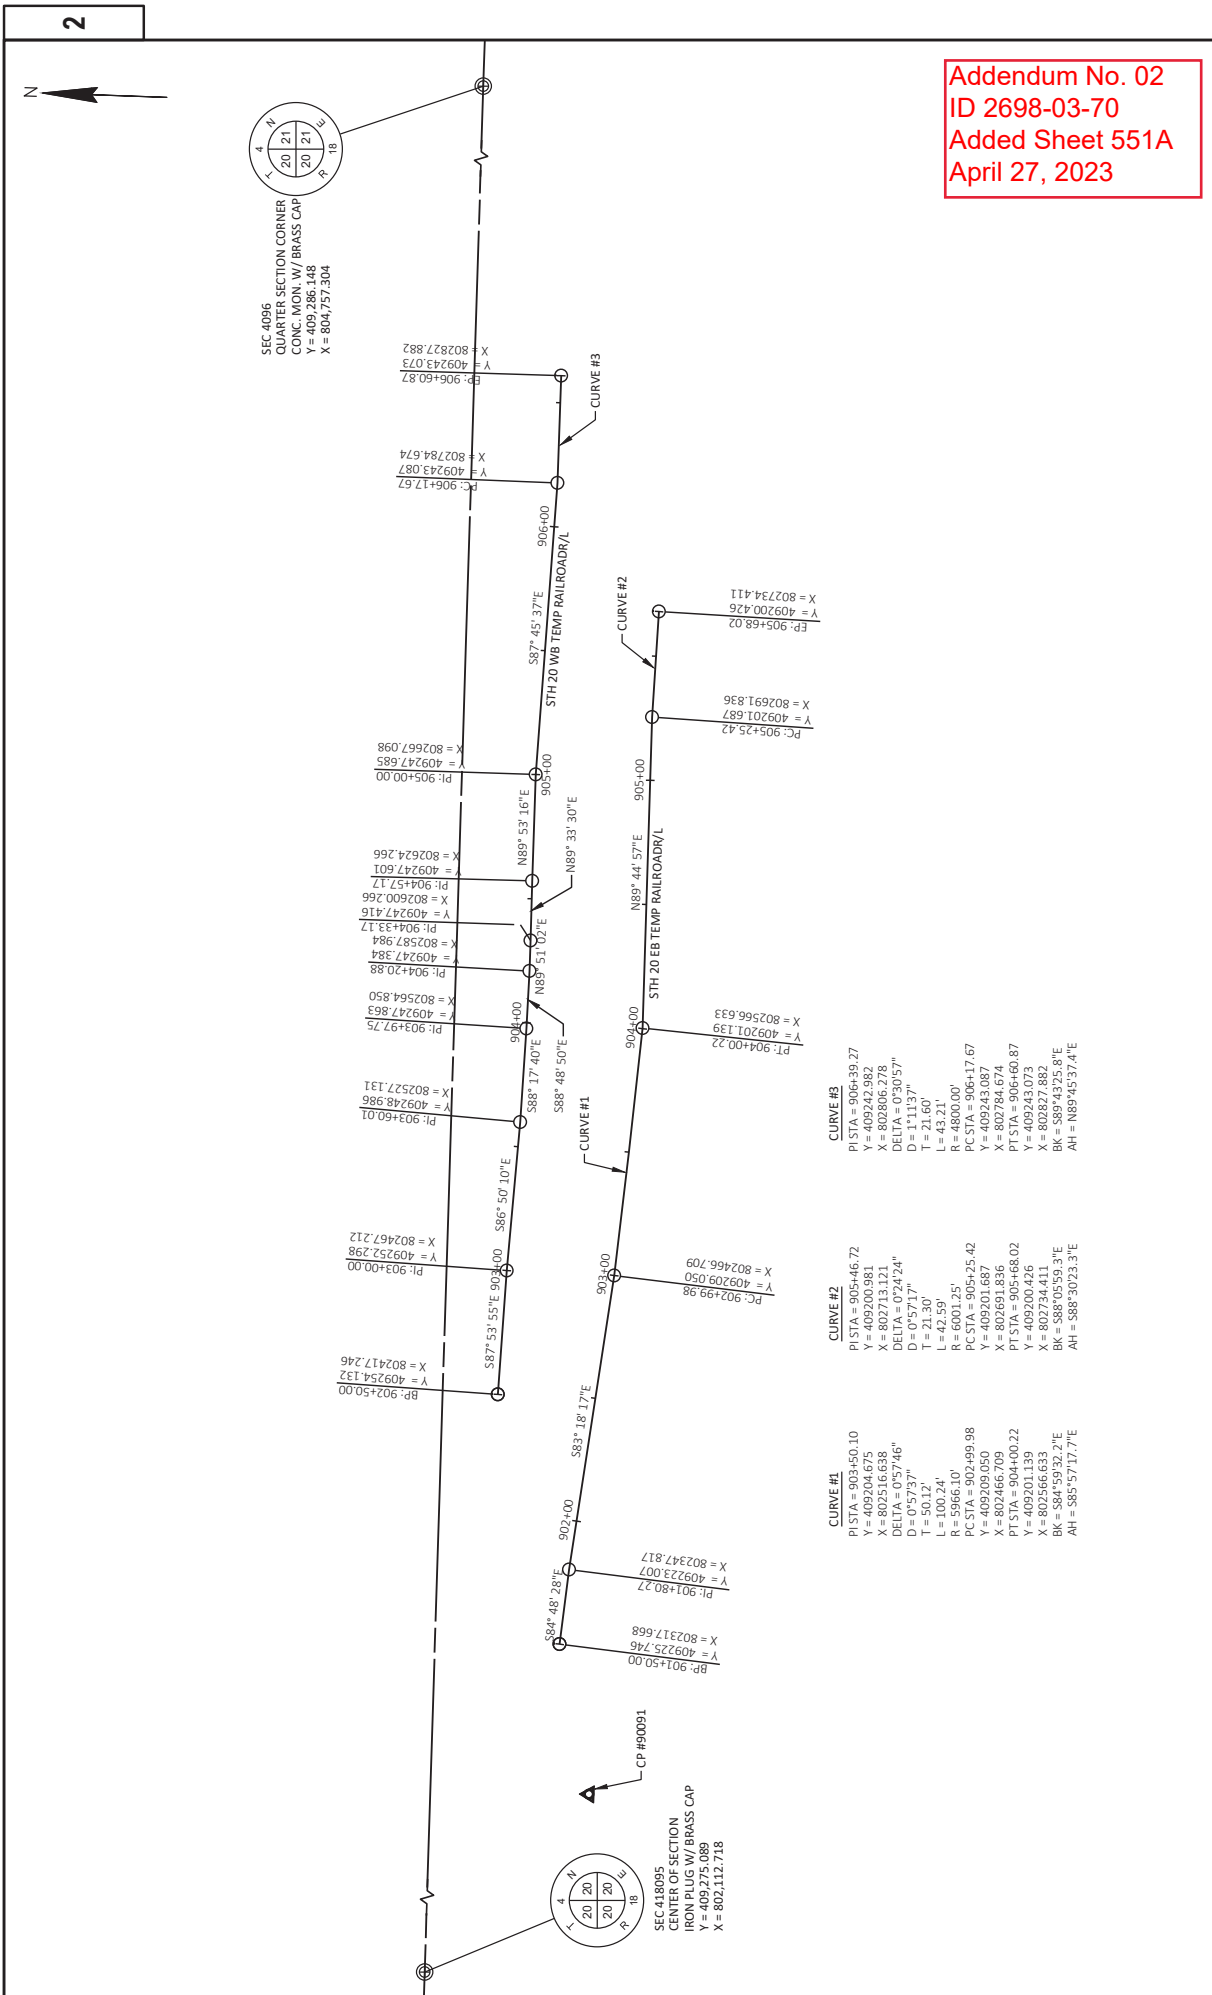 2
Addendum No. 02
ID 2698-03-70
Added Sheet 551A
April 27, 2023
N
T
4
N
20
21
20
21
R
18
E
SEC 4096
QUARTER SECTION CORNER
CONC. MON. W/ BRASS CAP
Y = 409,286.148
X = 804,757.304
EP: 906+60.87
Y = 409243.073
X = 802827.882
PC: 906+17.67
Y = 409243.087
X = 802784.674
PI: 905+00.00
Y = 409247.685
X = 802667.098
PI: 904+57.17
Y = 409247.601
X = 802624.266
PI: 904+33.17
Y = 409247.416
X = 802600.266
PI: 904+20.88
Y = 409247.384
X = 802587.984
PI: 903+97.75
Y = 409247.863
X = 802564.850
PI: 903+60.01
Y = 409248.986
X = 802527.131
PI: 903+00.00
Y = 409252.298
X = 802467.212
BP: 902+50.00
Y = 409254.132
X = 802417.246
S87° 53' 55"E
903+00
S86° 50' 10"E
S88° 17' 40"E
904+00
S88° 48' 50"E
N89° 51' 02"E
N89° 33' 30"E
N89° 53' 16"E
905+00
S87° 45' 37"E
STH 20 WB TEMP RAILROADR/L
906+00
CURVE #3
S84° 48' 28"E
902+00
S83° 18' 17"E
903+00
CURVE #1
904+00
STH 20 EB TEMP RAILROADR/L
N89° 44' 57"E
905+00
CURVE #2
BP: 901+50.00
Y = 409225.746
X = 802317.668
PI: 901+80.27
Y = 409223.007
X = 802347.817
PC: 902+99.98
Y = 409209.050
X = 802466.709
PT: 904+00.22
Y = 409201.139
X = 802566.633
PC: 905+25.42
Y = 409201.687
X = 802691.836
EP: 905+68.02
Y = 409200.426
X = 802734.411
CP #90091
T
4
N
20
20
20
20
R
18
E
SEC 418095
CENTER OF SECTION
IRON PLUG W/ BRASS CAP
Y = 409,275.089
X = 802,112.718
CURVE #1
PI STA = 903+50.10
Y = 409204.675
X = 802516.638
DELTA = 0°57'46"
D = 0°57'37"
T = 50.12'
L = 100.24'
R = 5966.10'
PC STA = 902+99.98
Y = 409209.050
X = 802466.709
PT STA = 904+00.22
Y = 409201.139
X = 802566.633
BK = S84°59'32.2"E
AH = S85°57'17.7"E
CURVE #2
PI STA = 905+46.72
Y = 409200.981
X = 802713.121
DELTA = 0°24'24"
D = 0°57'17"
T = 21.30'
L = 42.59'
R = 6001.25'
PC STA = 905+25.42
Y = 409201.687
X = 802691.836
PT STA = 905+68.02
Y = 409200.426
X = 802734.411
BK = S88°05'59.3"E
AH = S88°30'23.3"E
CURVE #3
PI STA = 906+39.27
Y = 409242.982
X = 802806.278
DELTA = 0°30'57"
D = 1°11'37"
T = 21.60'
L = 43.21'
R = 4800.00'
PC STA = 906+17.67
Y = 409243.087
X = 802784.674
PT STA = 906+60.87
Y = 409243.073
X = 802827.882
BK = S89°43'25.8"E
AH = N89°45'37.4"E